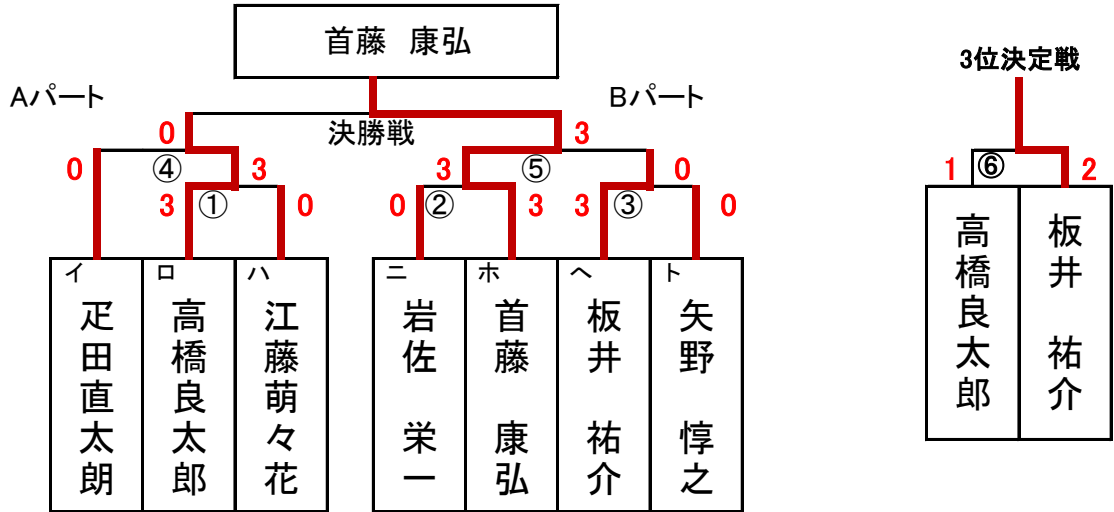 首藤 康弘
3位決定戦
Aパート
Bパート
0
決勝戦
3
0
④
3
3
⑤
0
1
⑥
2
3
①
0
0
②
3
3
③
0
イ
ロ
ハ
ニ
ホ
ヘ
ト
疋田直太朗
高橋良太郎
江藤萌々花
岩佐 栄一
首藤 康弘
板井 祐介
矢野 惇之
高橋良太郎
板井 祐介